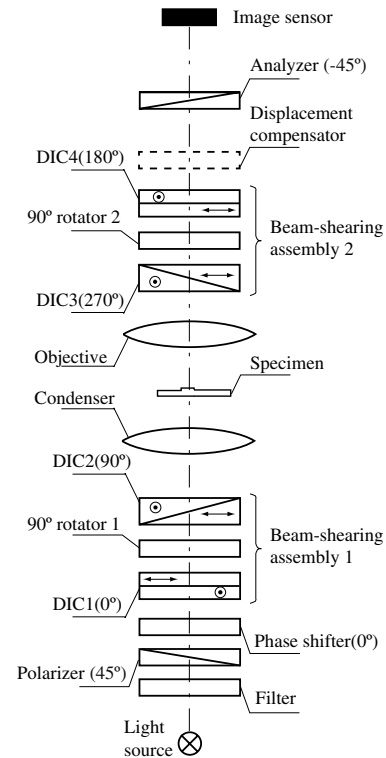 Image sensor
Analyzer (-45º)
Displacement
compensator
DIC4(180º)
90º rotator 2
Beam-shearing
assembly 2
DIC3(270º)
Objective
Specimen
Condenser
DIC2(90º)
90º rotator 1
Beam-shearing
assembly 1
DIC1(0º)
Phase shifter(0º)
Polarizer (45º)
Filter
Light
source